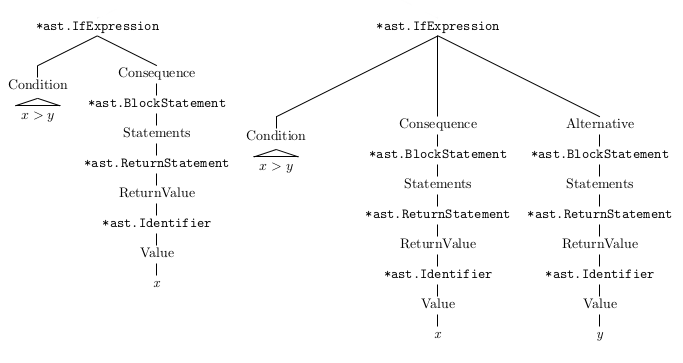 *ast.IfExpression
Condition
x > y
Consequence
*ast.BlockStatement
Statements
*ast.ReturnStatement
ReturnValue
*ast.Identifier
Value
x
*ast.IfExpression
Condition
x > y
Consequence
*ast.BlockStatement
Statements
*ast.ReturnStatement
ReturnValue
*ast.Identifier
Value
x
Alternative
*ast.BlockStatement
Statements
*ast.ReturnStatement
ReturnValue
*ast.Identifier
Value
y